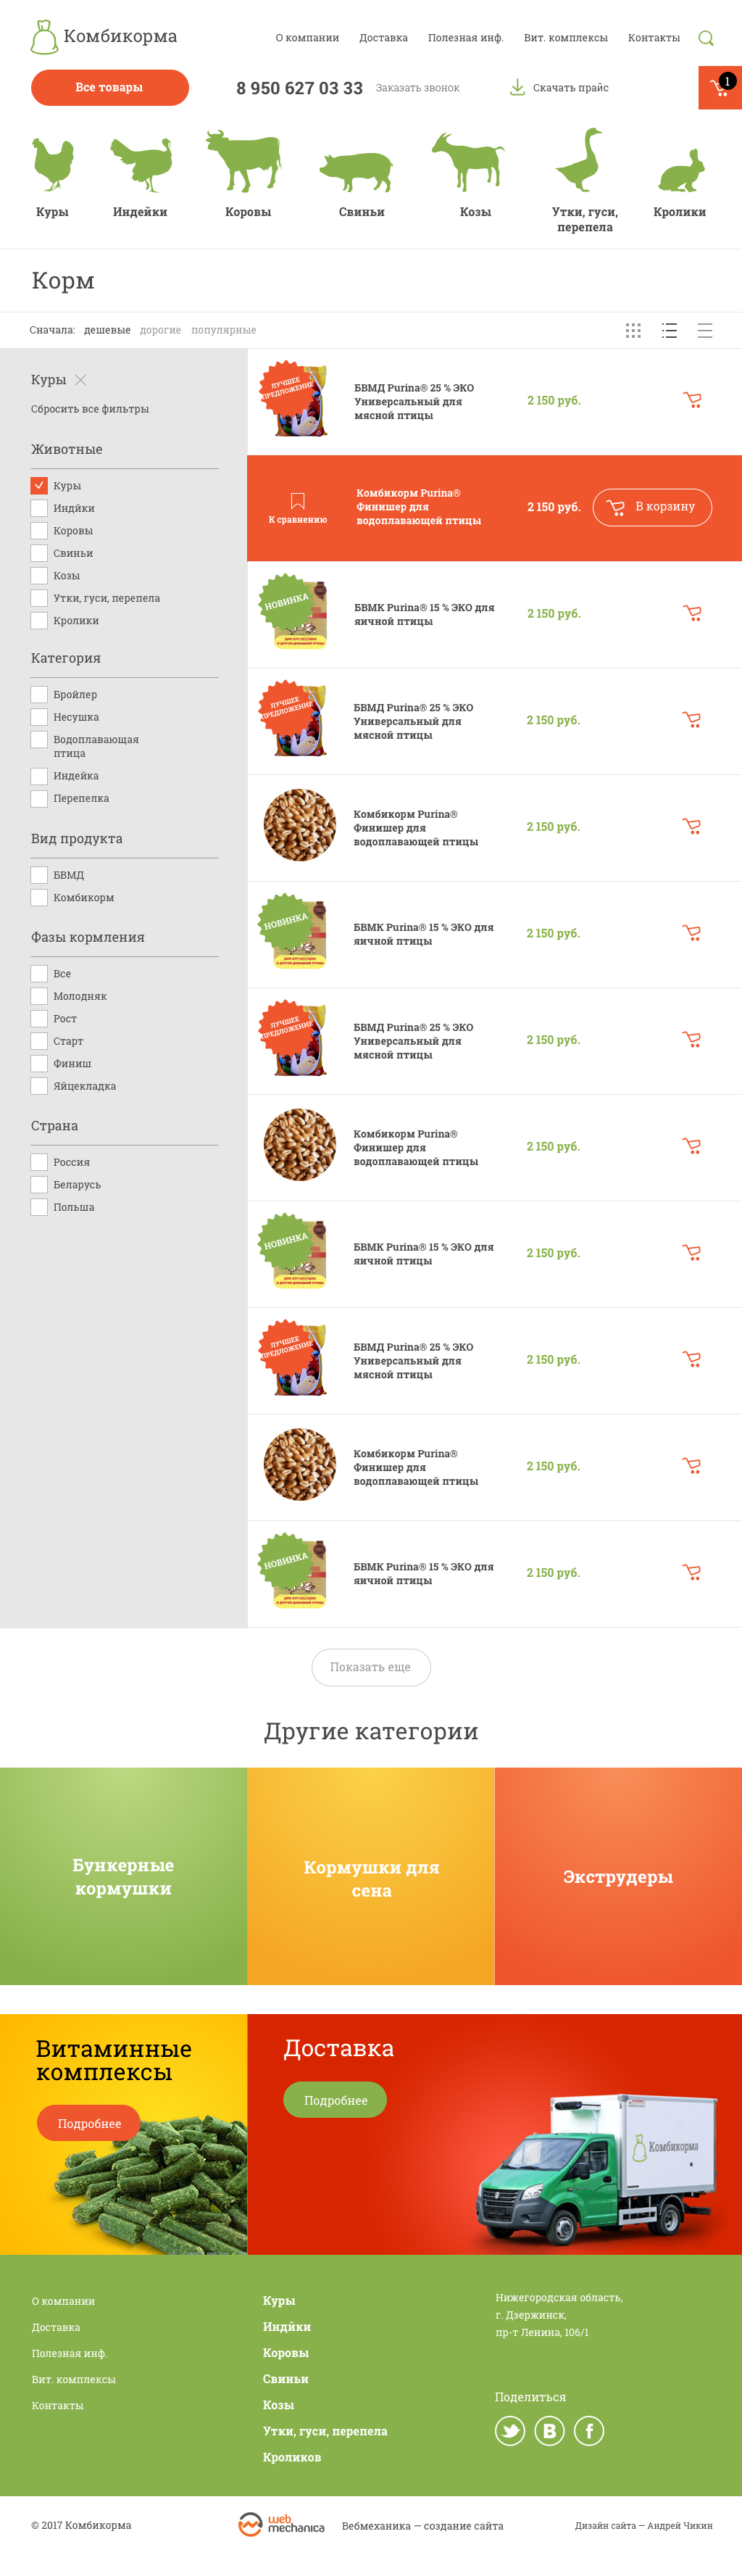 Комбикорма
О компании
Доставка
Полезная инф.
Вит. комплексы
Контакты
Все товары
8 950 627 03 33
Заказать звонок
Скачать прайс
1
Куры
Индейки
Коровы
Свиньи
Козы
Утки, гуси,
перепела
Кролики
Корм
Сначала:
дешевые
дорогие
популярные
Куры
Сбросить все фильтры
Животные
Куры
Индйки
Коровы
Свиньи
Козы
Утки, гуси, перепела
Кролики
Категория
Бройлер
Несушка
Водоплавающая
птица
Индейка
Перепелка
Вид продукта
БВМД
Комбикорм
Фазы кормления
Все
Молодняк
Рост
Старт
Финиш
Яйцекладка
Страна
Россия
Беларусь
Польша
ЛУЧШЕЕ
ПРЕДЛОЖЕНИЕ
БВМД Purina® 25 % ЭКО
Универсальный для
мясной птицы
2 150 руб.
К сравнению
Комбикорм Purina®
Финишер для
водоплавающей птицы
2 150 руб.
В корзину
НОВИНКА
БВМК Purina® 15 % ЭКО для
яичной птицы
2 150 руб.
ЛУЧШЕЕ
ПРЕДЛОЖЕНИЕ
БВМД Purina® 25 % ЭКО
Универсальный для
мясной птицы
2 150 руб.
Комбикорм Purina®
Финишер для
водоплавающей птицы
2 150 руб.
НОВИНКА
БВМК Purina® 15 % ЭКО для
яичной птицы
2 150 руб.
ЛУЧШЕЕ
ПРЕДЛОЖЕНИЕ
БВМД Purina® 25 % ЭКО
Универсальный для
мясной птицы
2 150 руб.
Комбикорм Purina®
Финишер для
водоплавающей птицы
2 150 руб.
НОВИНКА
БВМК Purina® 15 % ЭКО для
яичной птицы
2 150 руб.
ЛУЧШЕЕ
ПРЕДЛОЖЕНИЕ
БВМД Purina® 25 % ЭКО
Универсальный для
мясной птицы
2 150 руб.
Комбикорм Purina®
Финишер для
водоплавающей птицы
2 150 руб.
НОВИНКА
БВМК Purina® 15 % ЭКО для
яичной птицы
2 150 руб.
Показать еще
Другие категории
Бункерные
кормушки
Кормушки для
сена
Экструдеры
Витаминные
комплексы
Подробнее
Доставка
Подробнее
Комбикорма
О компании
Доставка
Полезная инф.
Вит. комплексы
Контакты
Куры
Индйки
Коровы
Свиньи
Козы
Утки, гуси, перепела
Кроликов
Нижегородская область,
г. Дзержинск,
пр-т Ленина, 106/1
Поделиться
© 2017 Комбикорма
web
mechanica
Вебмеханика — создание сайта
Дизайн сайта — Андрей Чикин